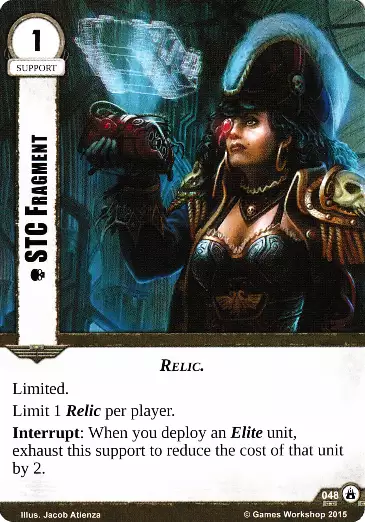 1
SUPPORT
STC FRAGMENT
RELIC.
Limited.
Limit 1 Relic per player.
Interrupt: When you deploy an Elite unit,
exhaust this support to reduce the cost of that unit
by 2.
048
Illus. Jacob Atienza
© Games Workshop 2015